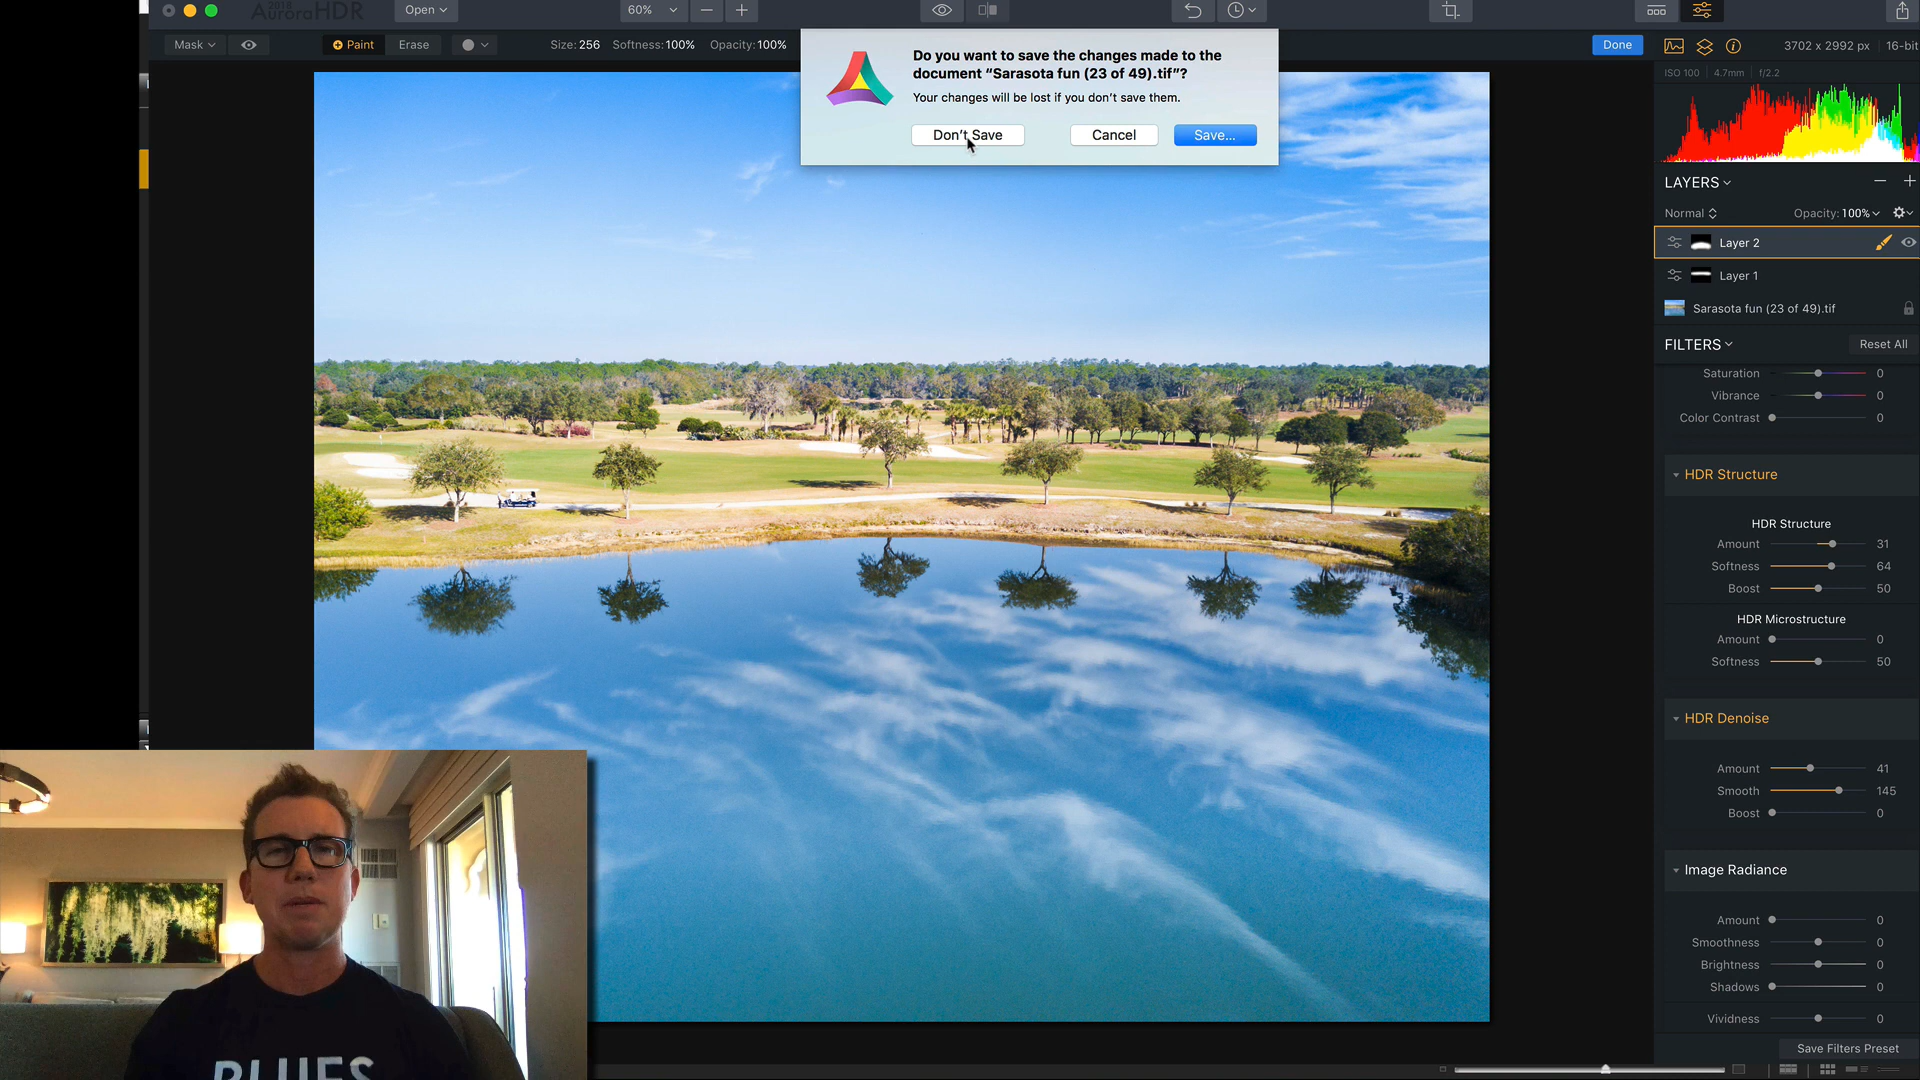 2018
AuroraHDR
Open
60%
Mask
Paint
Erase
Size: 256
Softness: 100%
Opacity: 100%
Do you want to save the changes made to the
document “Sarasota fun (23 of 49).tif”?
Your changes will be lost if you don’t save them.
Don’t Save
Cancel
Save...
Done
3702 x 2992 px
16-bit
ISO 100
4.7mm
f/2.2
LAYERS
Normal
Opacity: 100%
Layer 2
Layer 1
Sarasota fun (23 of 49).tif
FILTERS
Reset All
Saturation 0
Vibrance 0
Color Contrast 0
HDR Structure
HDR Structure
Amount 31
Softness 64
Boost 50
HDR Microstructure
Amount 0
Softness 50
HDR Denoise
Amount 41
Smooth 145
Boost 0
Image Radiance
Amount 0
Smoothness 0
Brightness 0
Shadows 0
Vividness 0
Save Filters Preset
BLUES